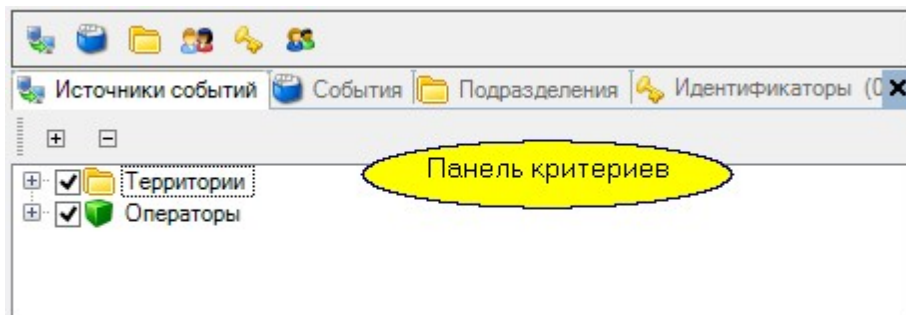 Источники событий События Подразделения Идентификаторы (0
Панель критериев
Территории
Операторы